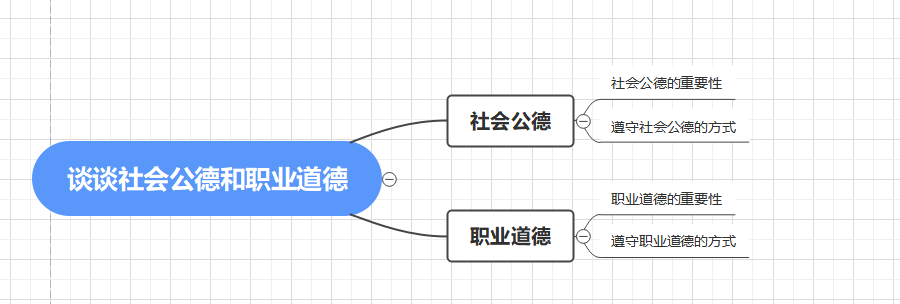 社会公德的重要性
社会公德
遵守社会公德的方式
谈谈社会公德和职业道德
职业道德的重要性
职业道德
遵守职业道德的方式